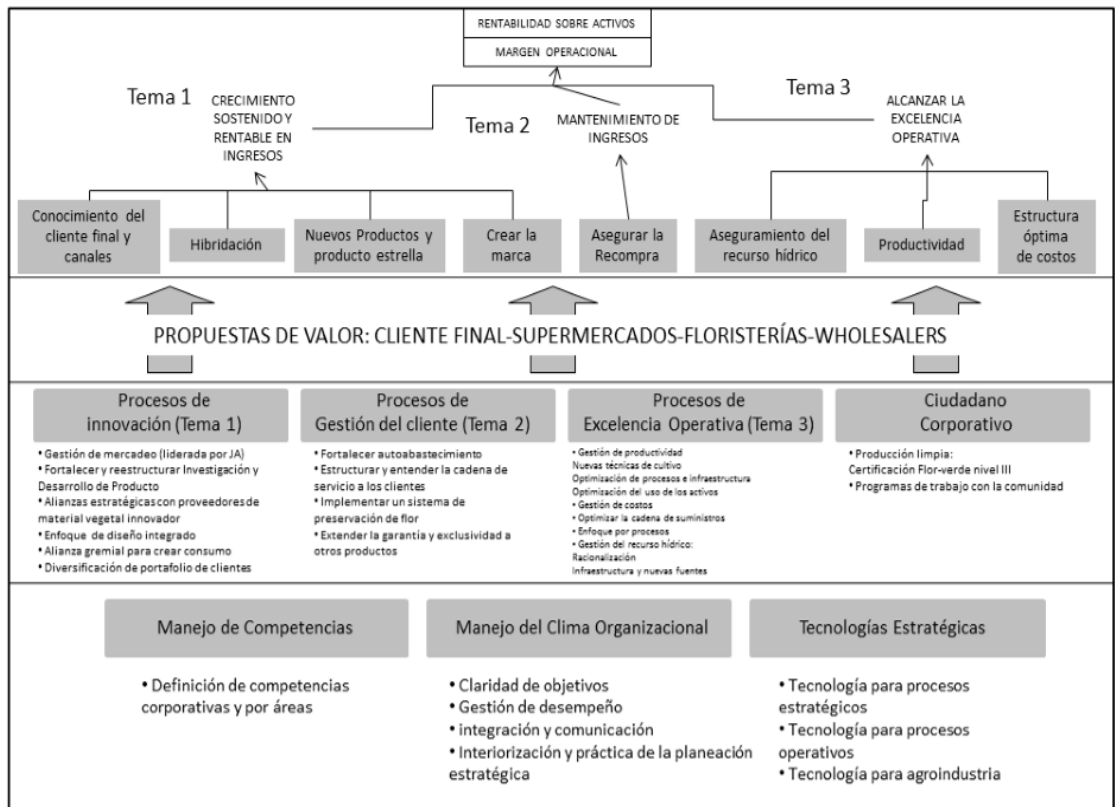 RENTABILIDAD SOBRE ACTIVOS
MARGEN OPERACIONAL
Tema 1
CRECIMIENTO
SOSTENIDO Y
RENTABLE EN
INGRESOS
Tema 2
MANTENIMIENTO DE
INGRESOS
Tema 3
ALCANZAR LA
EXCELENCIA
OPERATIVA
Conocimiento del
cliente final y
canales
Hibridación
Nuevos Productos y
producto estrella
Crear la
marca
Asegurar la
Recompra
Aseguramiento del
recurso hídrico
Productividad
Estructura
óptima
de costos
PROPUESTAS DE VALOR: CLIENTE FINAL-SUPERMERCADOS-FLORISTERÍAS-WHOLESALERS
Procesos de
innovación (Tema 1)
• Gestión de mercadeo (liderada por JA)
• Fortalecer y reestructurar Investigación y
Desarrollo de Producto
• Alianzas estratégicas con proveedores de
material vegetal innovador
• Enfoque de diseño integrado
• Alianza gremial para crear consumo
• Diversificación de portafolio de clientes
Procesos de
Gestión del cliente (Tema 2)
• Fortalecer autoabastecimiento
• Estructurar y entender la cadena de
servicio a los clientes
• Implementar un sistema de
preservación de flor
• Extender la garantía y exclusividad a
otros productos
Procesos de
Excelencia Operativa (Tema 3)
• Gestión de productividad
Nuevas técnicas de cultivo
Optimización de procesos e infraestructura
Optimización del uso de los activos
• Gestión de costos
• Optimizar la cadena de suministros
• Enfoque por procesos
• Gestión del recurso hídrico:
Racionalización
Infraestructura y nuevas fuentes
Ciudadano
Corporativo
• Producción limpia:
Certificación Flor-verde nivel III
• Programas de trabajo con la comunidad
Manejo de Competencias
• Definición de competencias
corporativas y por áreas
Manejo del Clima Organizacional
• Claridad de objetivos
• Gestión de desempeño
• integración y comunicación
• Interiorización y práctica de la planeación
estratégica
Tecnologías Estratégicas
• Tecnología para procesos
estratégicos
• Tecnología para procesos
operativos
• Tecnología para agroindustria